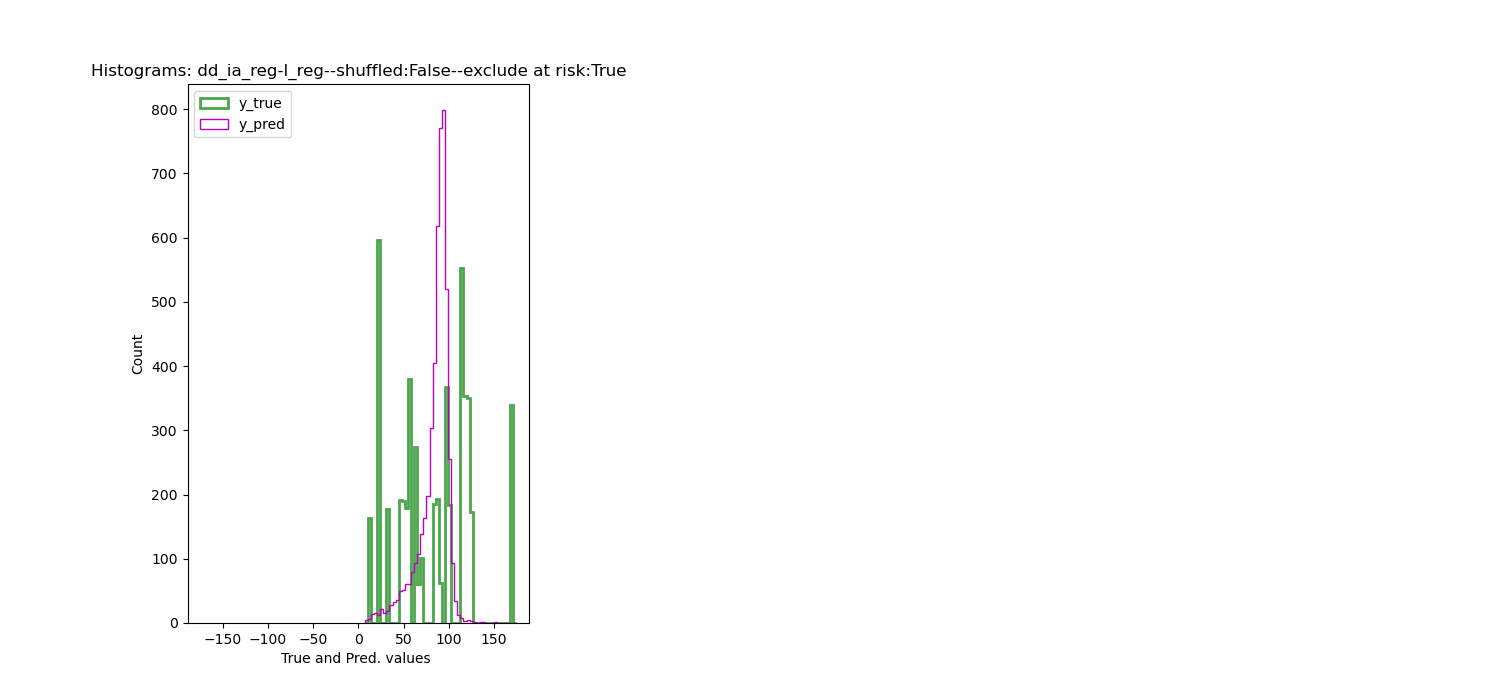 Histograms: dd_ia_reg-l_reg--shuffled:False--exclude at risk:True
y_true
y_pred
800
700
600
500
400
300
200
100
0
Count
−150 −100 −50 0 50 100 150
True and Pred. values